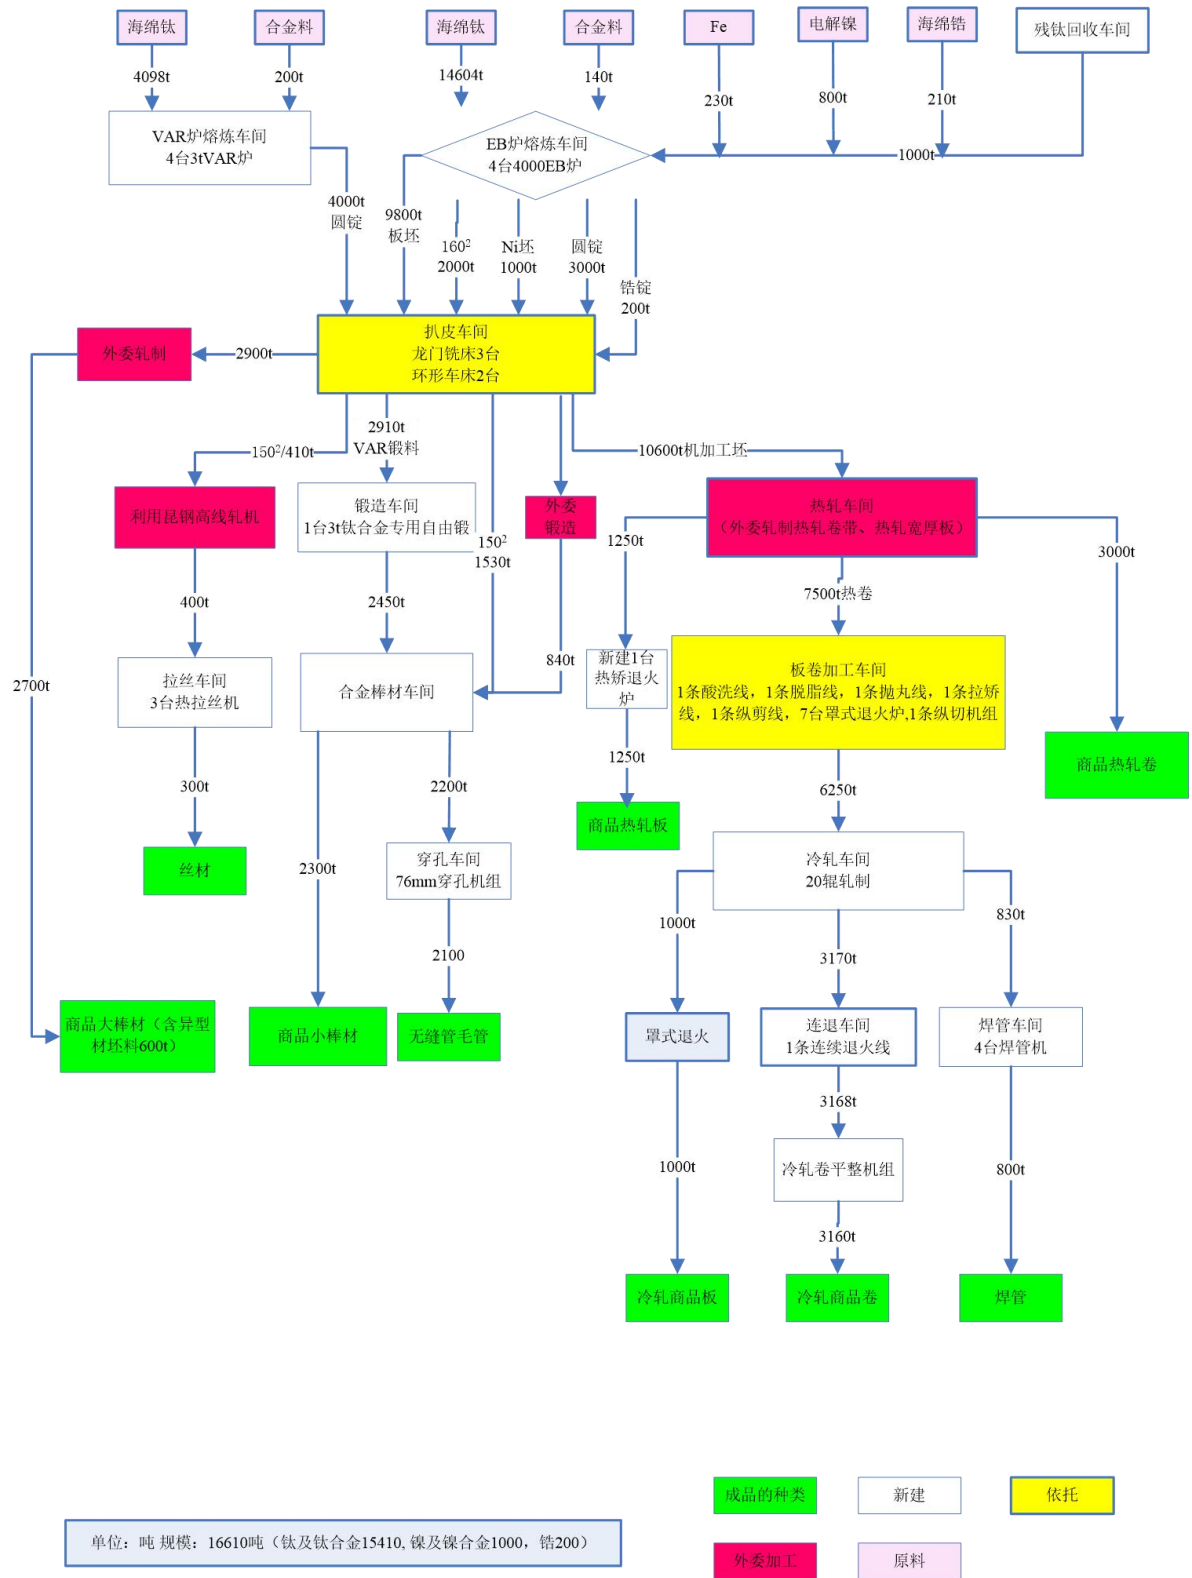 海绵钛
合金料
海绵钛
合金料
Fe
电解镍
海绵锆
残钛回收车间
4098t
200t
14604t
140t
230t
800t
210t
1000t
VAR炉熔炼车间
4台3tVAR炉
EB炉熔炼车间
4台4000EB炉
4000t
圆锭
9800t
板坯
160²
2000t
Ni坯
1000t
圆锭
3000t
锆锭
200t
扒皮车间
龙门铣床3台
环形车床2台
外委轧制
2900t
150²/410t
2910t
VAR锻料
10600t机加工坯
利用昆钢高线轧机
锻造车间
1台3t钛合金专用自由锻
150²
1530t
外委
锻造
热轧车间
（外委轧制热轧卷带、热轧宽厚板）
1250t
3000t
7500t热卷
400t
2450t
840t
2700t
拉丝车间
3台热拉丝机
合金棒材车间
新建1台
热矫退火
炉
板卷加工车间
1条酸洗线，1条脱脂线，1条抛丸线，1条拉矫
线，1条纵剪线，7台罩式退火炉,1条纵切机组
商品热轧卷
300t
2200t
1250t
6250t
商品热轧板
丝材
2300t
穿孔车间
76mm穿孔机组
冷轧车间
20辊轧制
1000t
830t
2100
3170t
商品大棒材（含异型
材坯料600t）
商品小棒材
无缝管毛管
罩式退火
连退车间
1条连续退火线
焊管车间
4台焊管机
3168t
1000t
冷轧卷平整机组
800t
3160t
冷轧商品板
冷轧商品卷
焊管
成品的种类
新建
依托
单位：吨 规模：16610吨（钛及钛合金15410, 镍及镍合金1000，锆200）
外委加工
原料